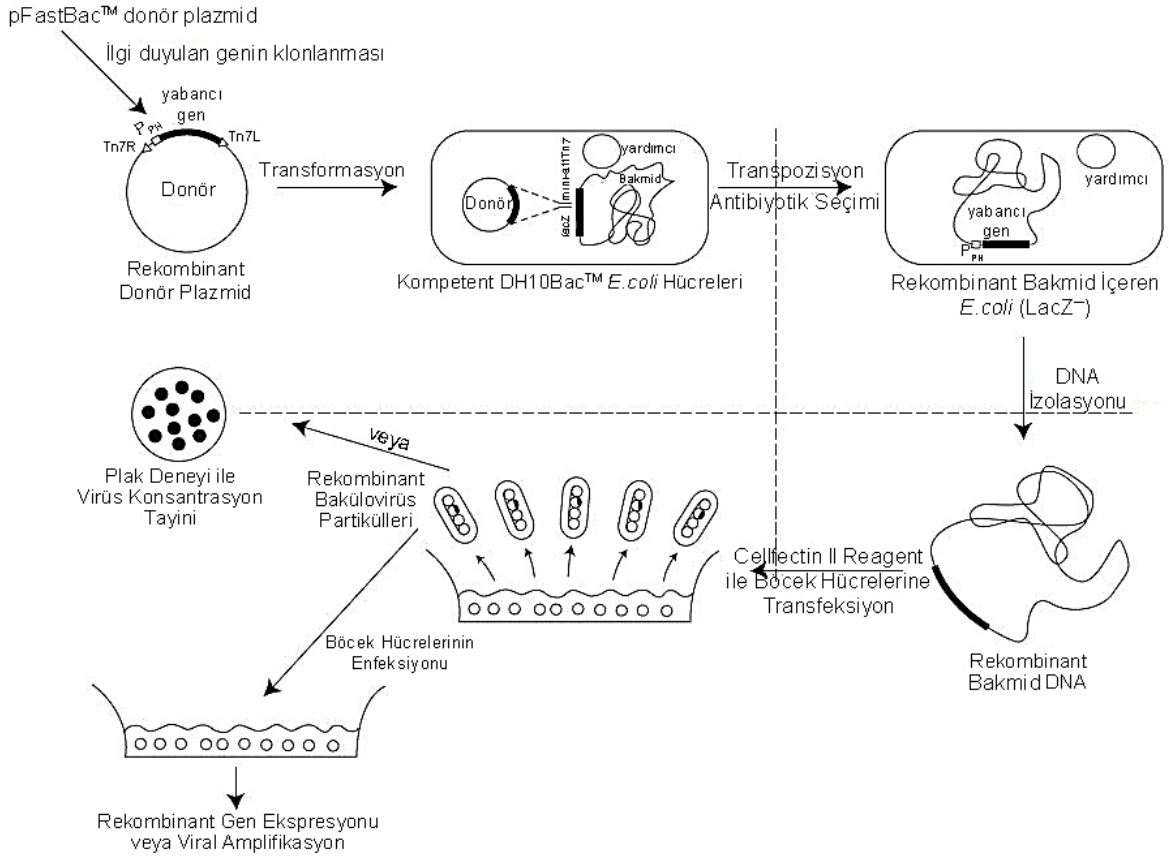 pFastBac™ donör plazmid
İlgi duyulan genin klonlanması
yabancı
gen
PPH
Tn7R
Tn7L
Donör
Rekombinant
Donör Plazmid
Transformasyon
yardımcı
Bakmid
Donör
lacZ
mini-attTn7
Kompetent DH10Bac™ E.coli Hücreleri
Transpozisyon
Antibiyotik Seçimi
yardımcı
yabancı
gen
PPH
Rekombinant Bakmid İçeren
E.coli (LacZ–)
DNA
İzolasyonu
Rekombinant
Bakmid DNA
Cellfectin II Reagent
ile Böcek Hücrelerine
Transfeksiyon
Rekombinant
Bakülovirüs
Partikülleri
veya
Plak Deneyi ile
Virüs Konsantrasyon
Tayini
Böcek Hücrelerinin
Enfeksiyonu
Rekombinant Gen Ekspresyonu
veya Viral Amplifikasyon